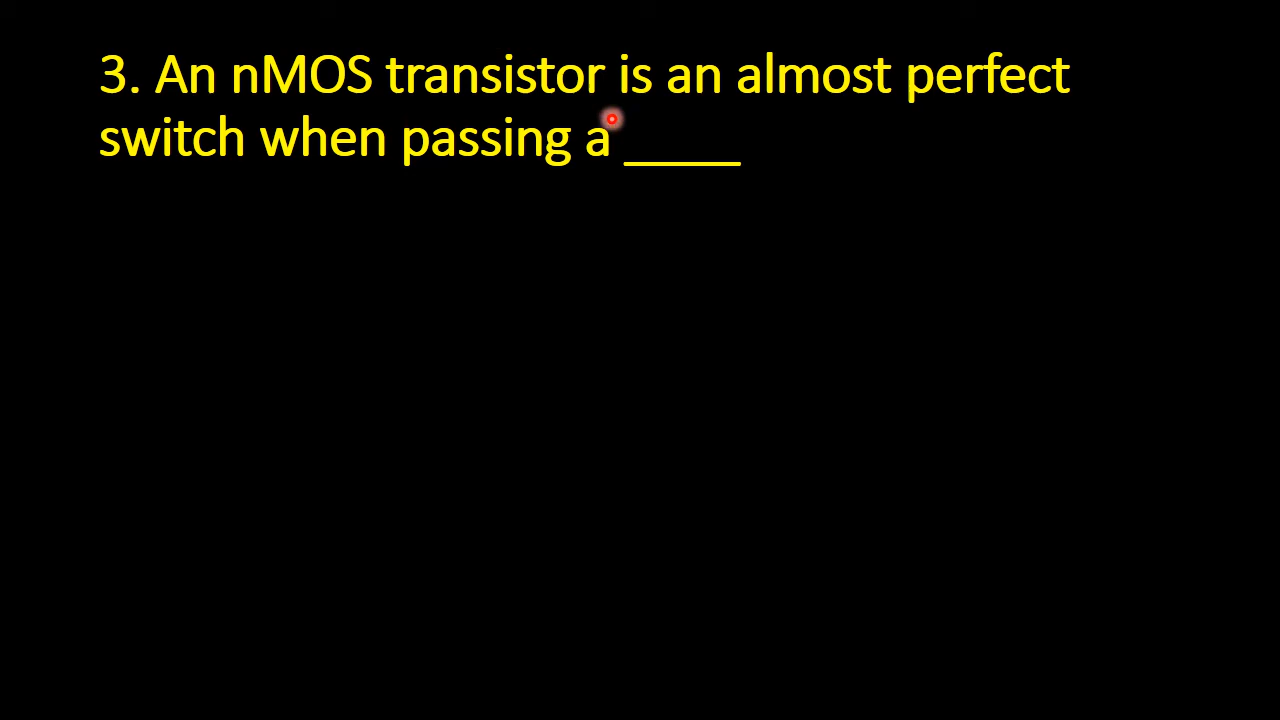 3. An nMOS transistor is an almost perfect
switch when passing a _____